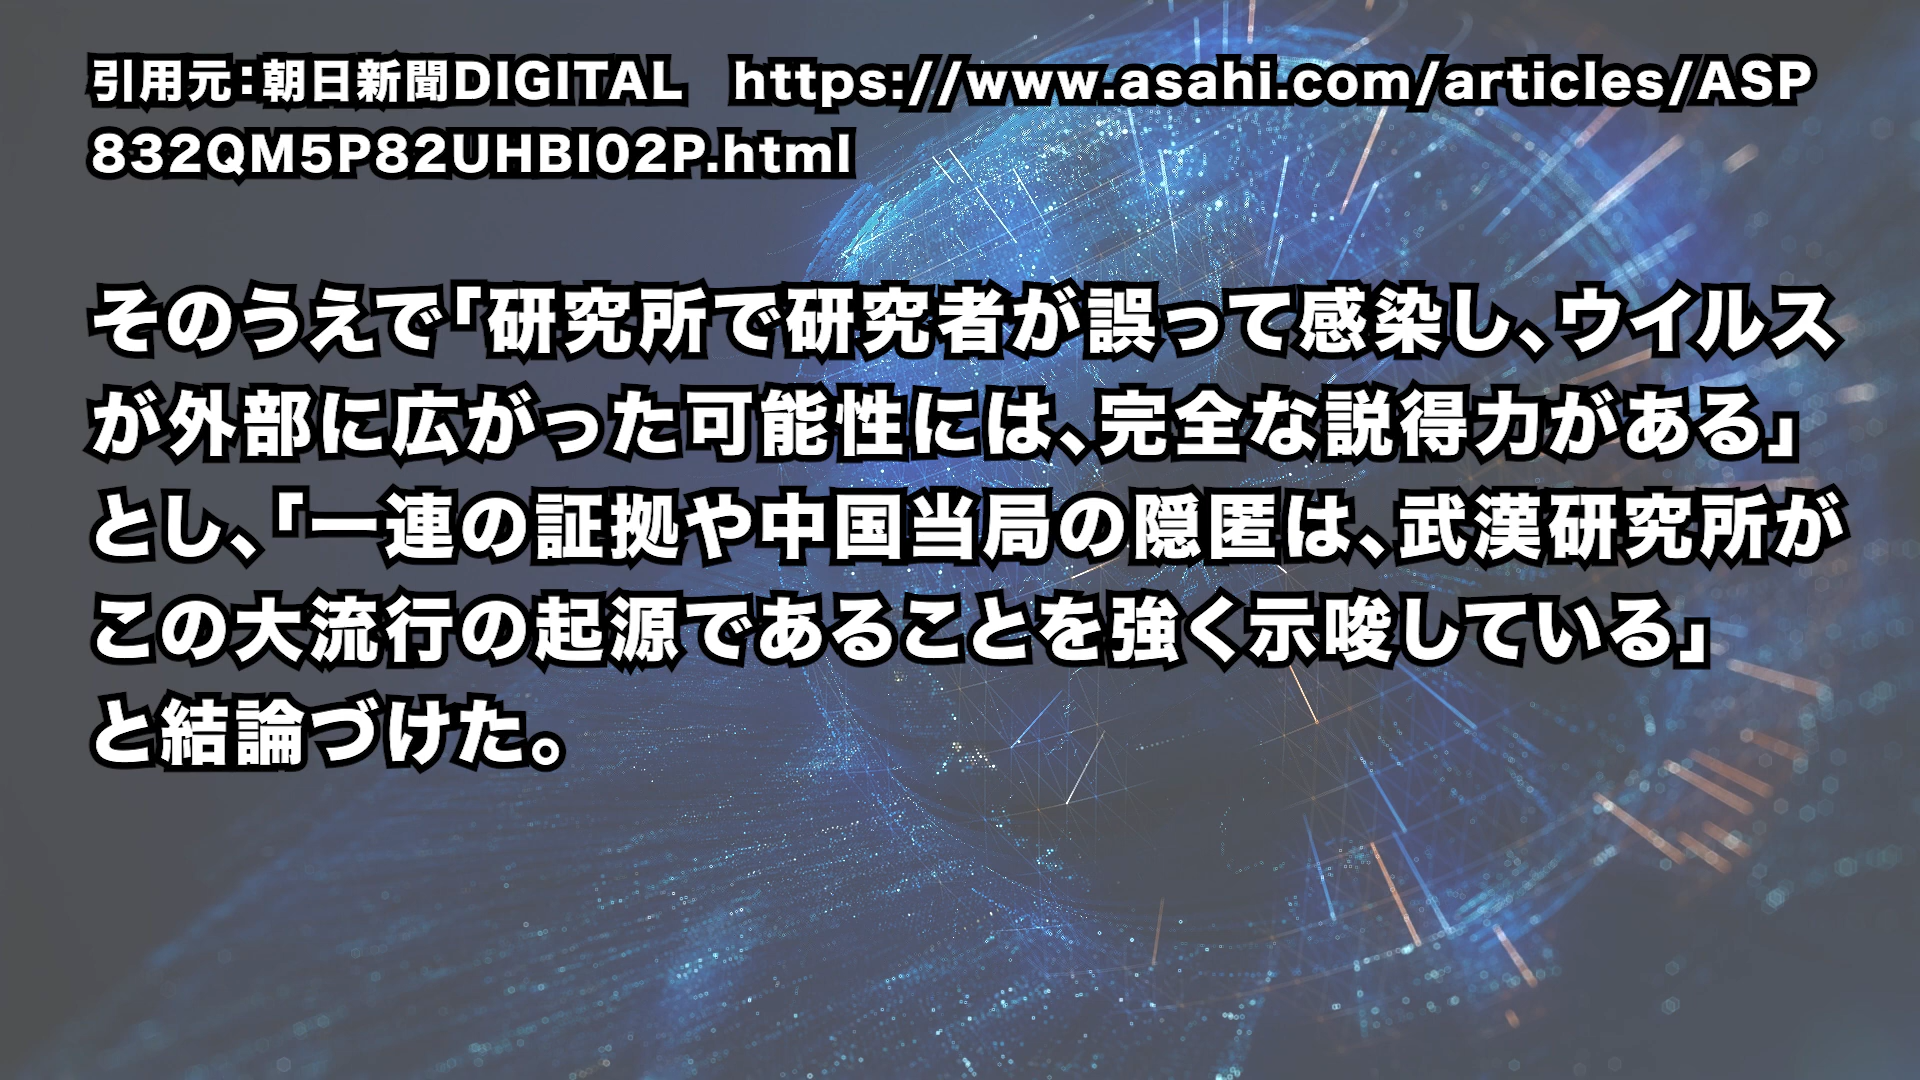 引用元：朝日新聞DIGITAL　https://www.asahi.com/articles/ASP
832QM5P82UHBI02P.html
そのうえで「研究所で研究者が誤って感染し、ウイルス
が外部に広がった可能性には、完全な説得力がある」
とし、「一連の証拠や中国当局の隠匿は、武漢研究所が
この大流行の起源であることを強く示唆している」
と結論づけた。